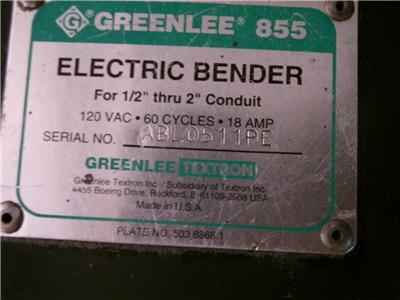 G GREENLEE® 855
ELECTRIC BENDER
For 1/2" thru 2" Conduit
120 VAC • 60 CYCLES • 18 AMP
SERIAL NO. ABL0511PE
GREENLEE TEXTRON
Greenlee Textron Inc. / Subsidiary of Textron Inc.
4455 Boeing Drive, Rockford, IL 61109-2988 USA
Made in U.S.A.
PLATE NO. 503 6868.1